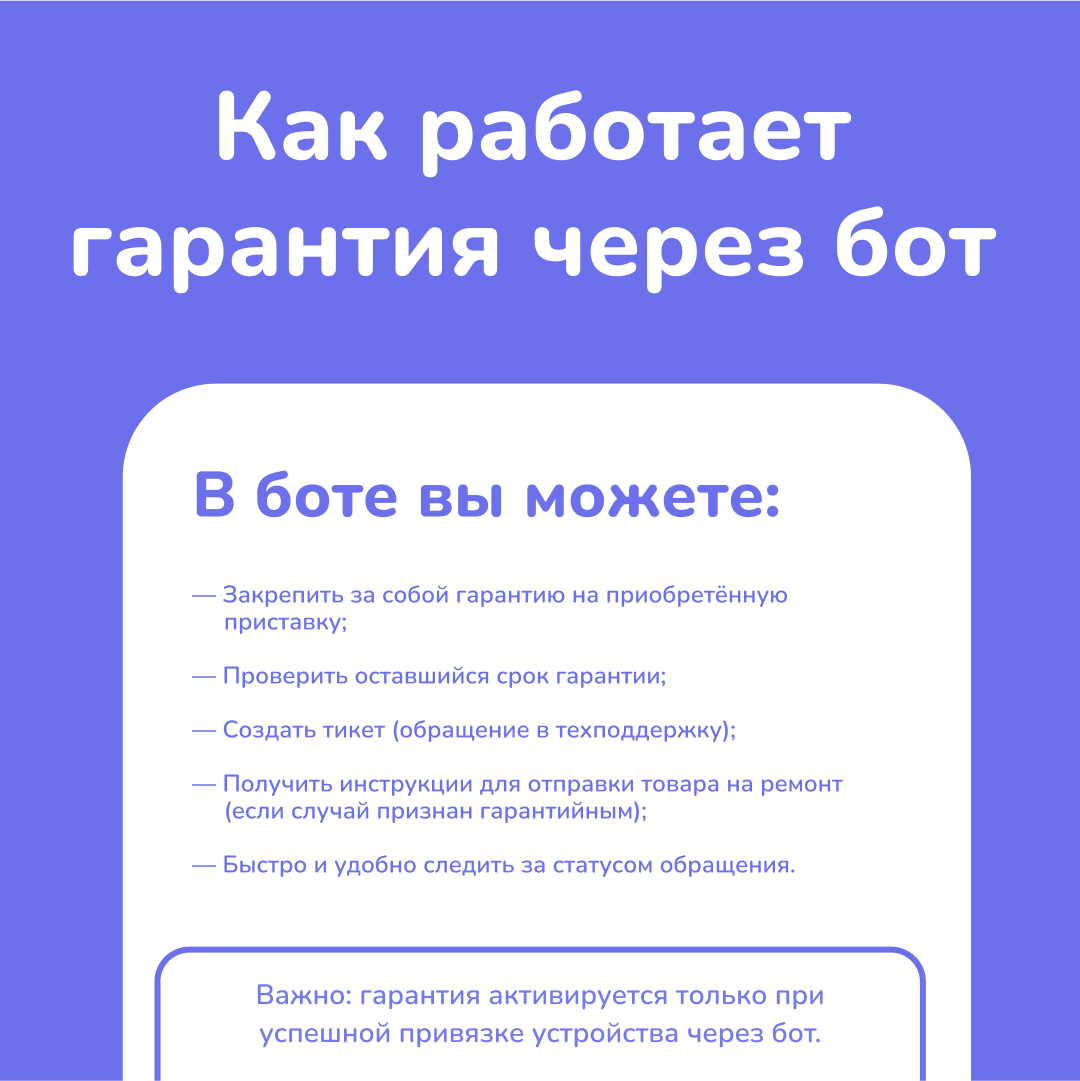 Как работает
гарантия через бот
В боте вы можете:
— Закрепить за собой гарантию на приобретённую
приставку;
— Проверить оставшийся срок гарантии;
— Создать тикет (обращение в техподдержку);
— Получить инструкции для отправки товара на ремонт
(если случай признан гарантийным);
— Быстро и удобно следить за статусом обращения.
Важно: гарантия активируется только при
успешной привязке устройства через бот.